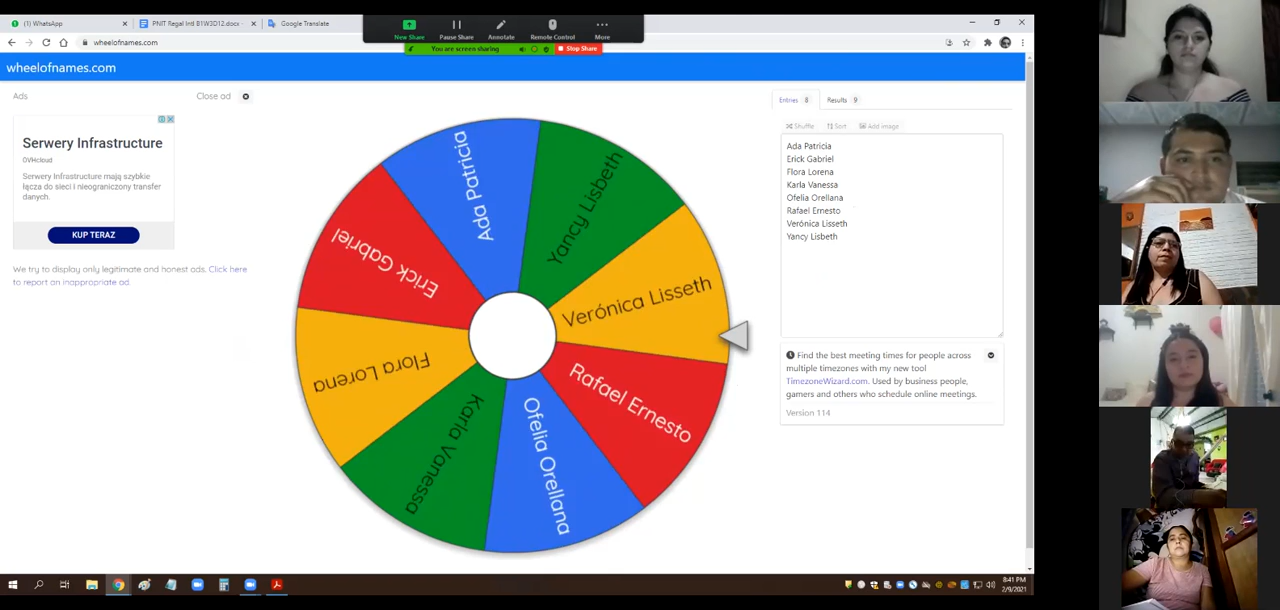 (1) WhatsApp
PNIT Regal Intl B1W3D12.docx -
Google Translate
New Share
Pause Share
Annotate
Remote Control
More
You are screen sharing
Stop Share
wheelofnames.com
wheelofnames.com
Ads
Close ad
Serwery Infrastructure
OVHcloud
Serwery Infrastructure mają szybkie
łącza do sieci i nieograniczony transfer
danych.
KUP TERAZ
We try to display only legitimate and honest ads. Click here
to report an inappropriate ad.
Ada Patricia
Yancy Lisbeth
Verónica Lisseth
Rafael Ernesto
Ofelia Orellana
Karla Vanessa
Flora Lorena
Erick Gabriel
Entries 8
Results 9
Shuffle
Sort
Add image
Ada Patricia
Erick Gabriel
Flora Lorena
Karla Vanessa
Ofelia Orellana
Rafael Ernesto
Verónica Lisseth
Yancy Lisbeth
Find the best meeting times for people across
multiple timezones with my new tool
TimezoneWizard.com. Used by business people,
gamers and others who schedule online meetings.
Version 114
8:41 PM
2/9/2021